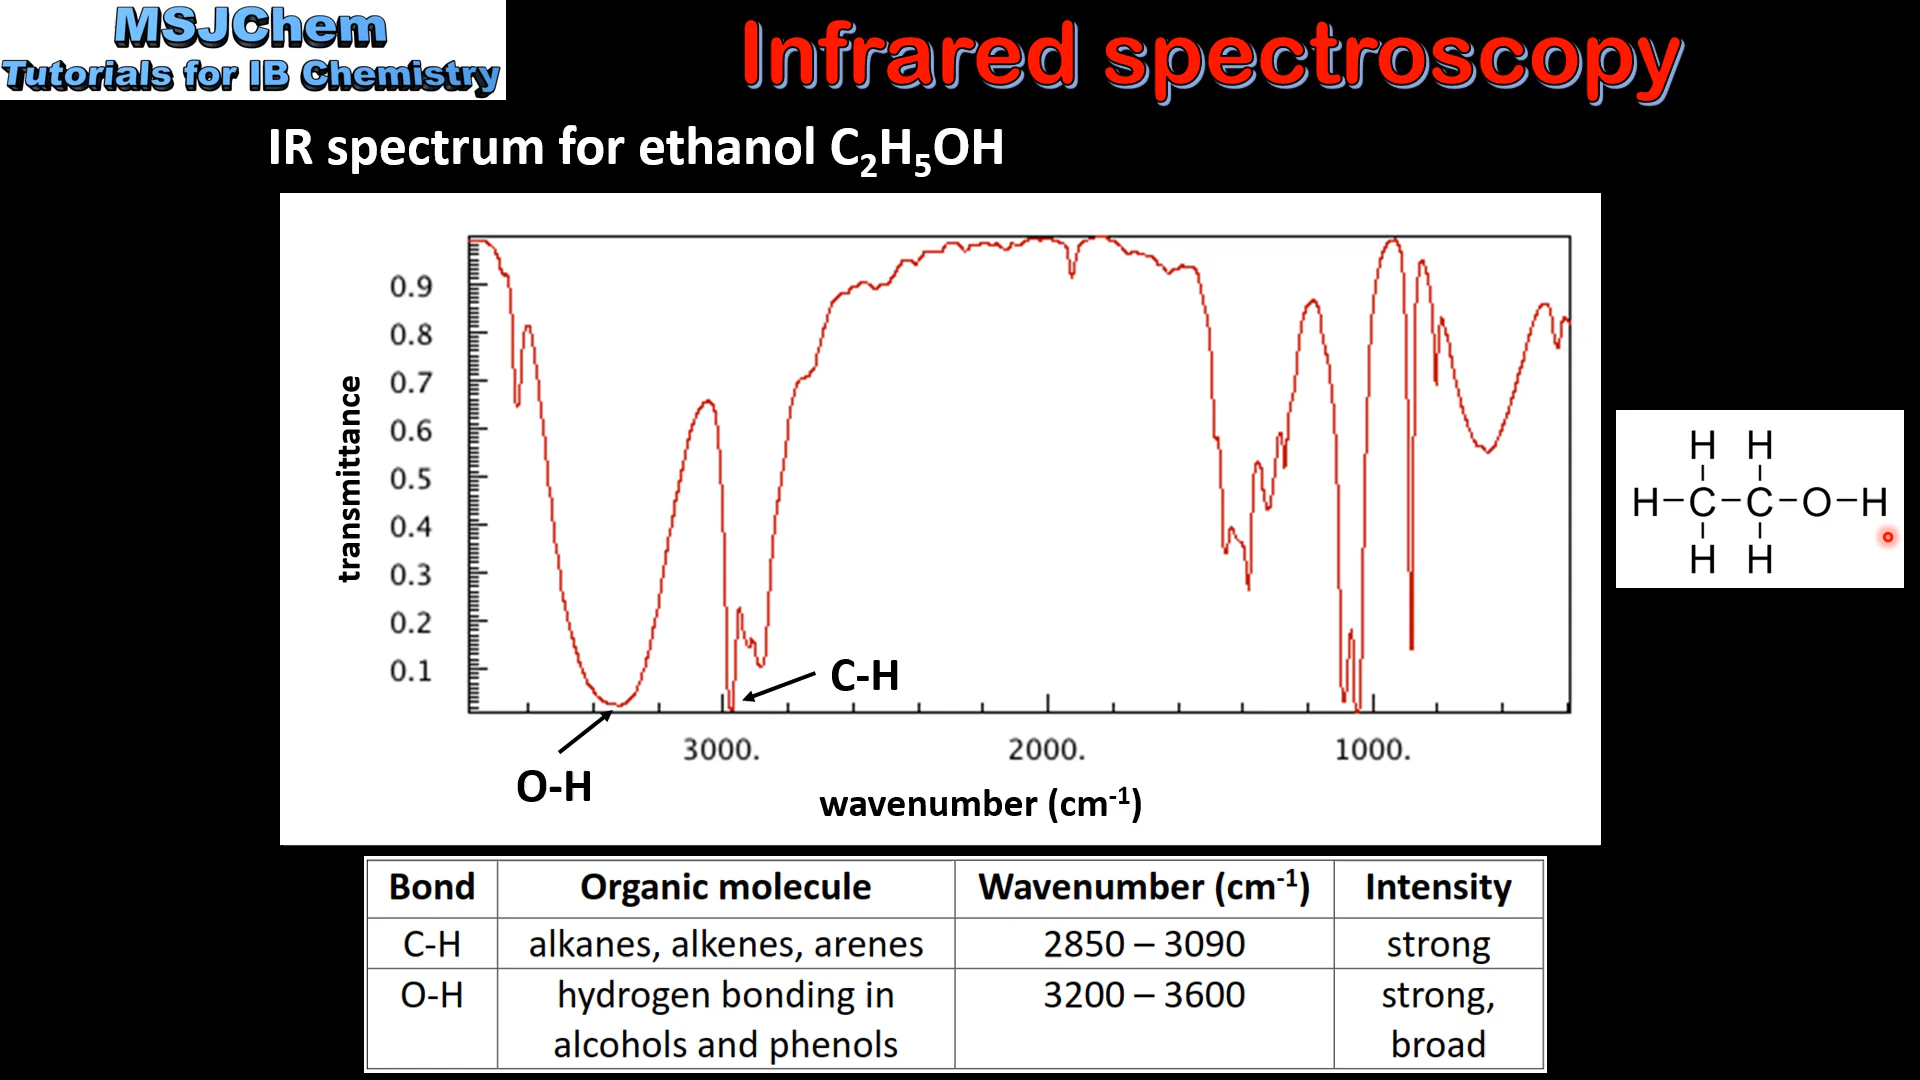 MSJChem
Tutorials for IB Chemistry
Infrared spectroscopy
IR spectrum for ethanol C₂H₅OH
transmittance
0.9
0.8
0.7
0.6
0.5
0.4
0.3
0.2
0.1
C-H
O-H
3000.
2000.
1000.
wavenumber (cm⁻¹)
H H
H-C-C-O-H
H H
Bond Organic molecule Wavenumber (cm⁻¹) Intensity
C-H alkanes, alkenes, arenes 2850 – 3090 strong
O-H hydrogen bonding in 3200 – 3600 strong,
alcohols and phenols broad